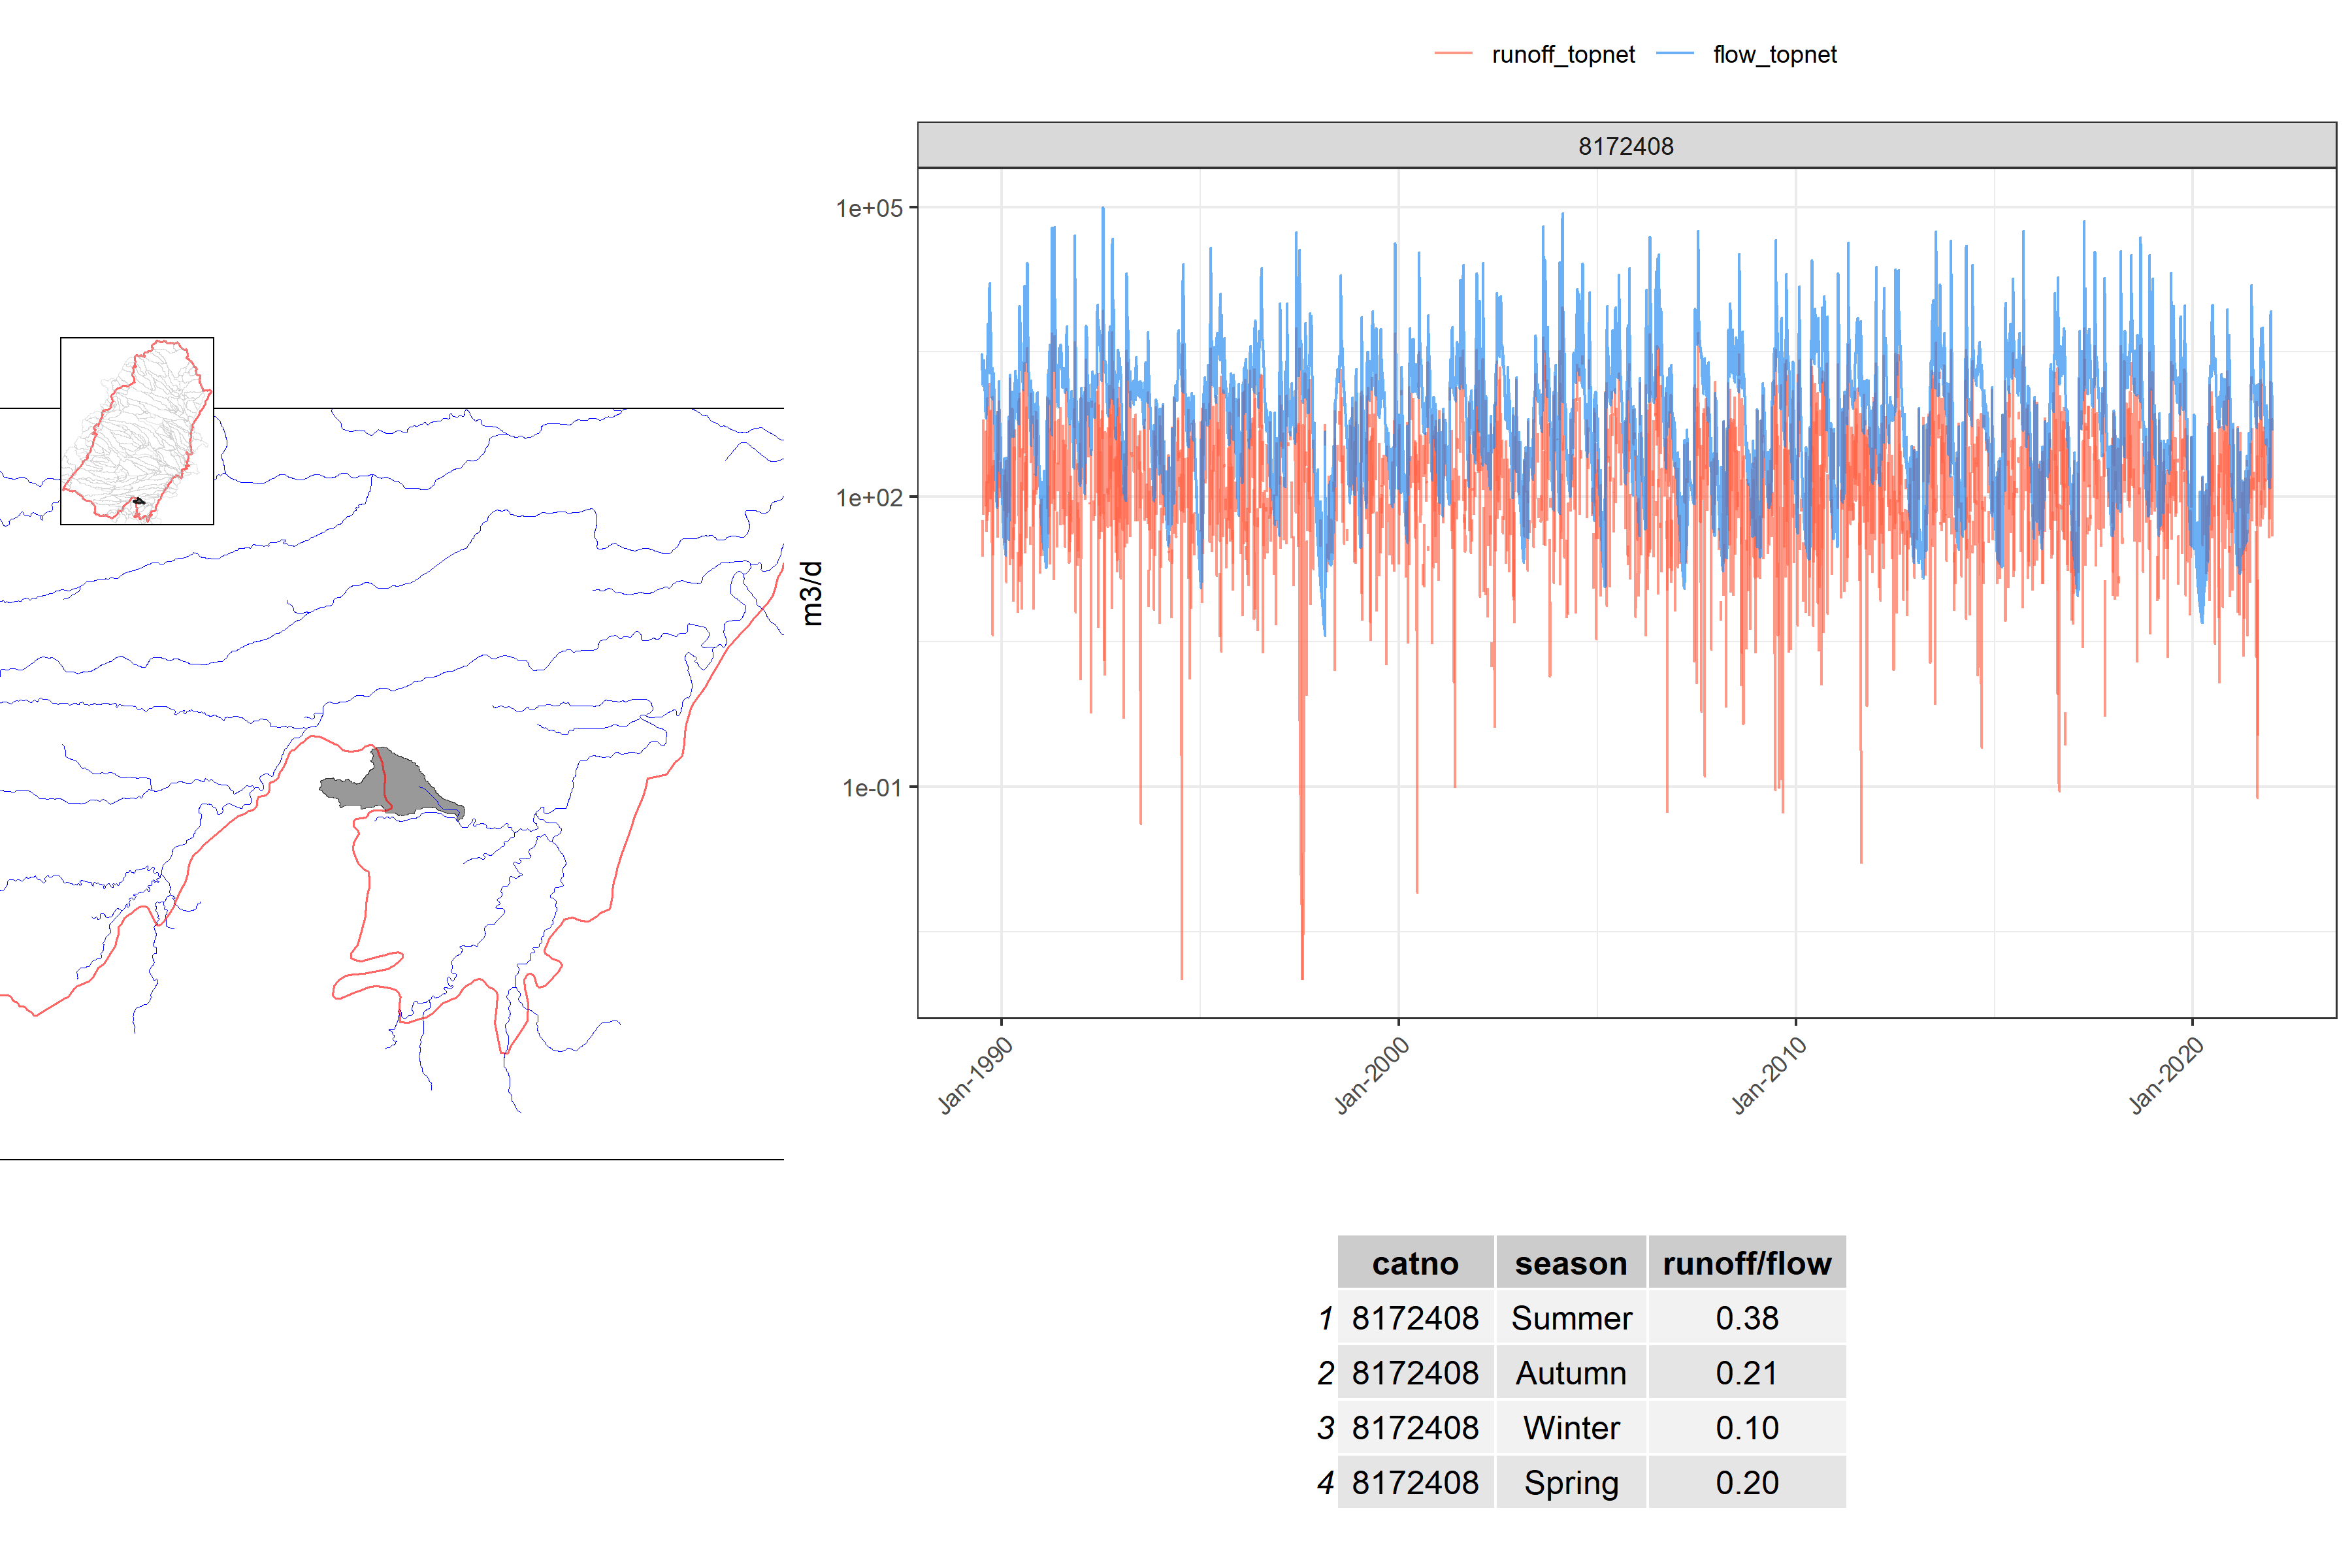 runoff_topnet flow_topnet
8172408
1e+05
1e+02
1e-01
m3/d
Jan-1990 Jan-2000 Jan-2010 Jan-2020
catno season runoff/flow
1 8172408 Summer 0.38
2 8172408 Autumn 0.21
3 8172408 Winter 0.10
4 8172408 Spring 0.20